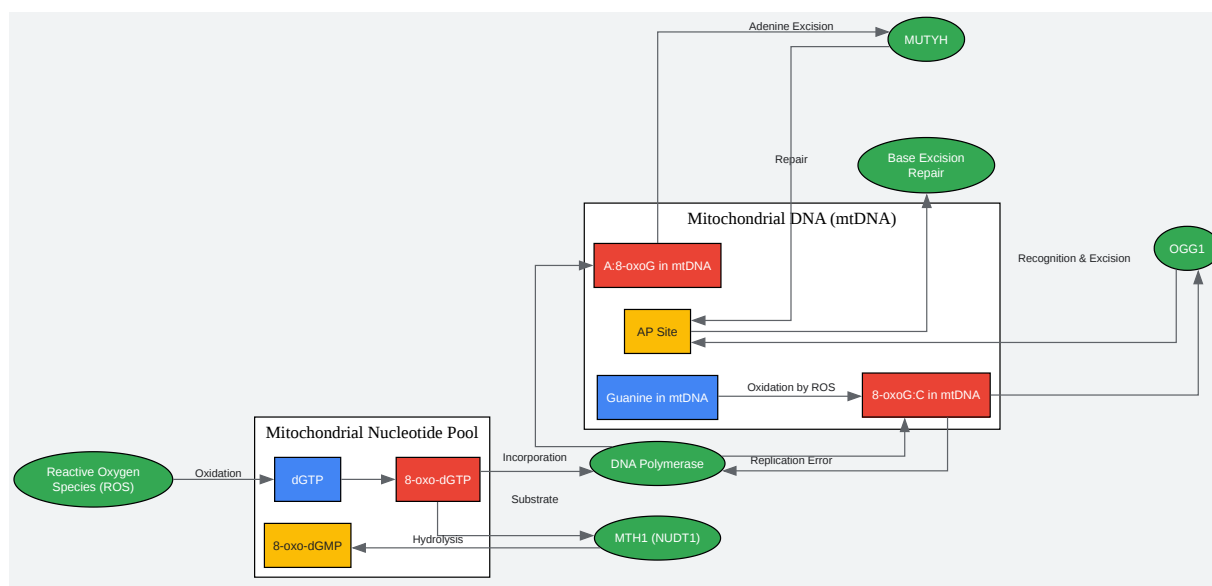 Adenine Excision
MUTYH
Repair
Base Excision
Repair
Mitochondrial DNA (mtDNA)
OGG1
Recognition & Excision
A:8-oxoG in mtDNA
AP Site
Guanine in mtDNA
Oxidation by ROS
8-oxoG:C in mtDNA
Mitochondrial Nucleotide Pool
Reactive Oxygen
Species (ROS)
Oxidation
dGTP
8-oxo-dGTP
Incorporation
DNA Polymerase
Replication Error
Substrate
8-oxo-dGMP
Hydrolysis
MTH1 (NUDT1)